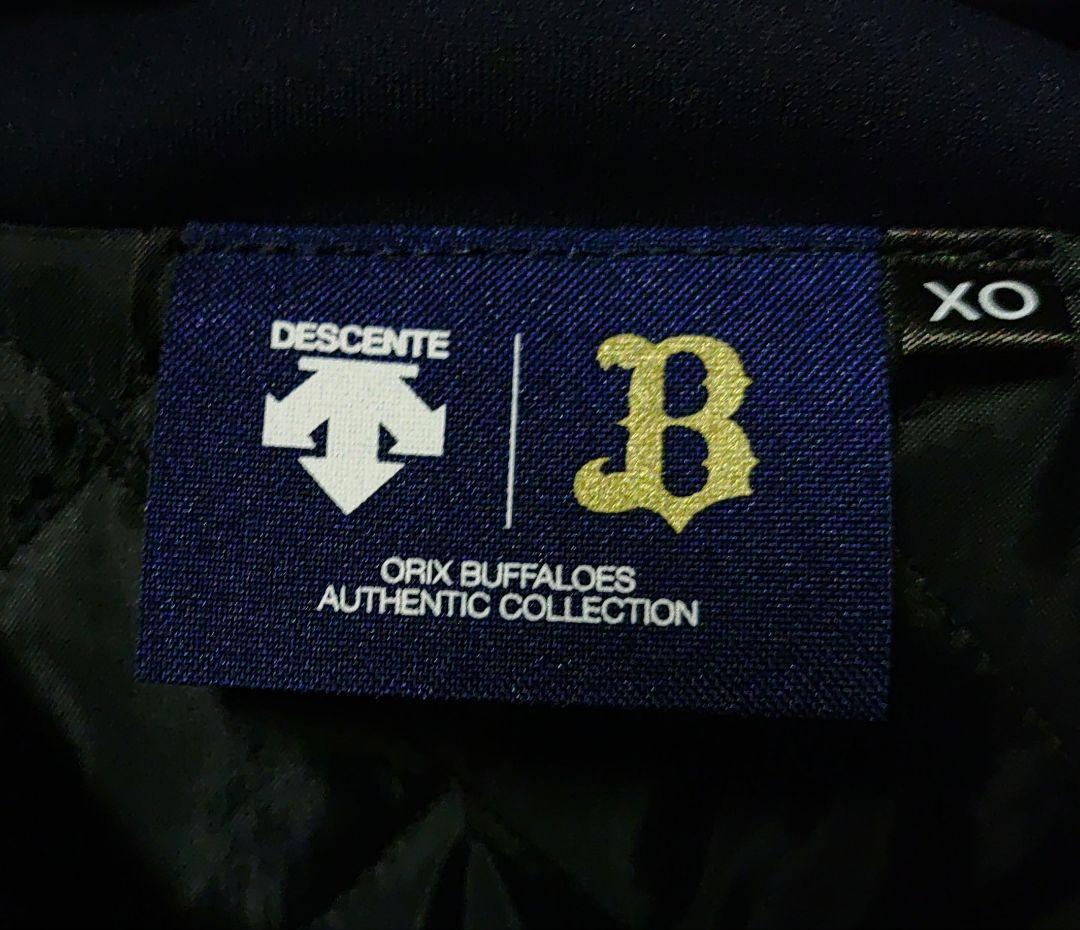 DESCENTE
B
XO
ORIX BUFFALOES
AUTHENTIC COLLECTION